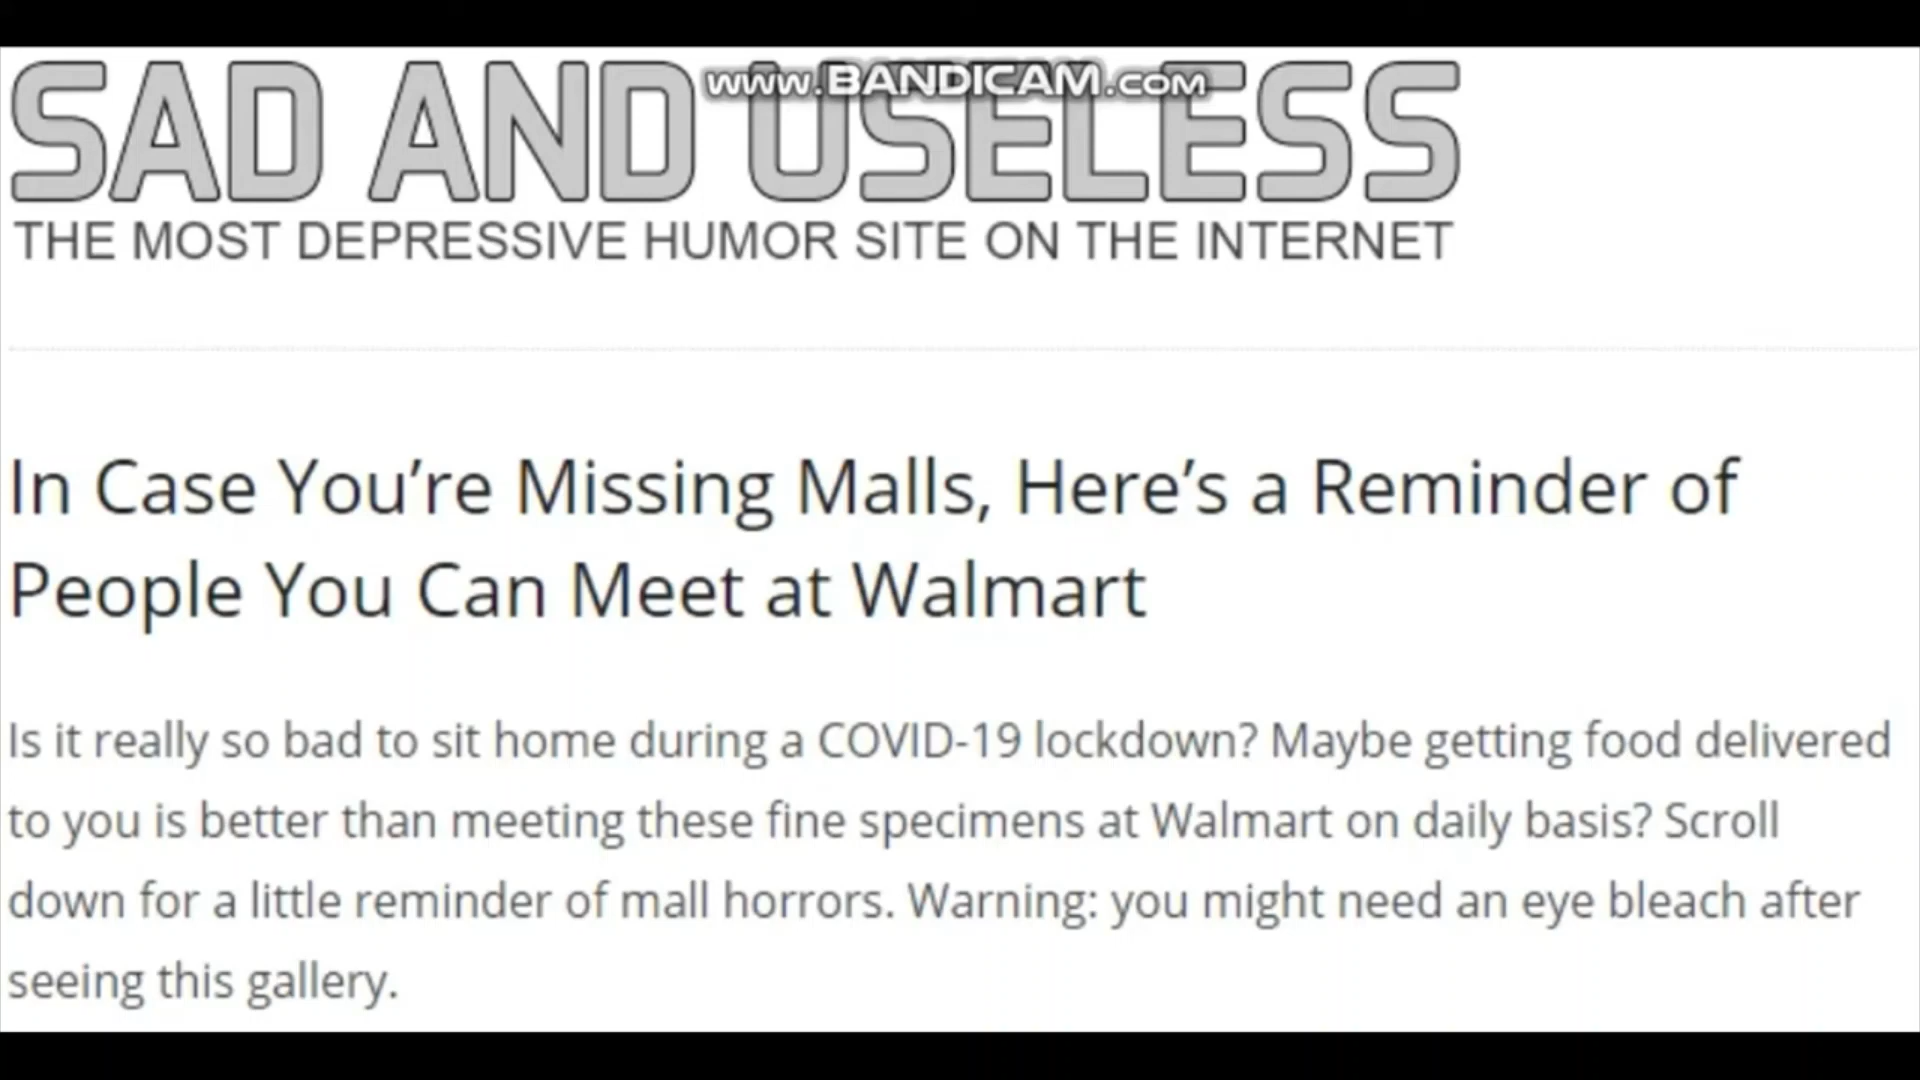 www.BANDICAM.com
SAD AND USELESS
THE MOST DEPRESSIVE HUMOR SITE ON THE INTERNET
In Case You’re Missing Malls, Here’s a Reminder of
People You Can Meet at Walmart
Is it really so bad to sit home during a COVID-19 lockdown? Maybe getting food delivered
to you is better than meeting these fine specimens at Walmart on daily basis? Scroll
down for a little reminder of mall horrors. Warning: you might need an eye bleach after
seeing this gallery.